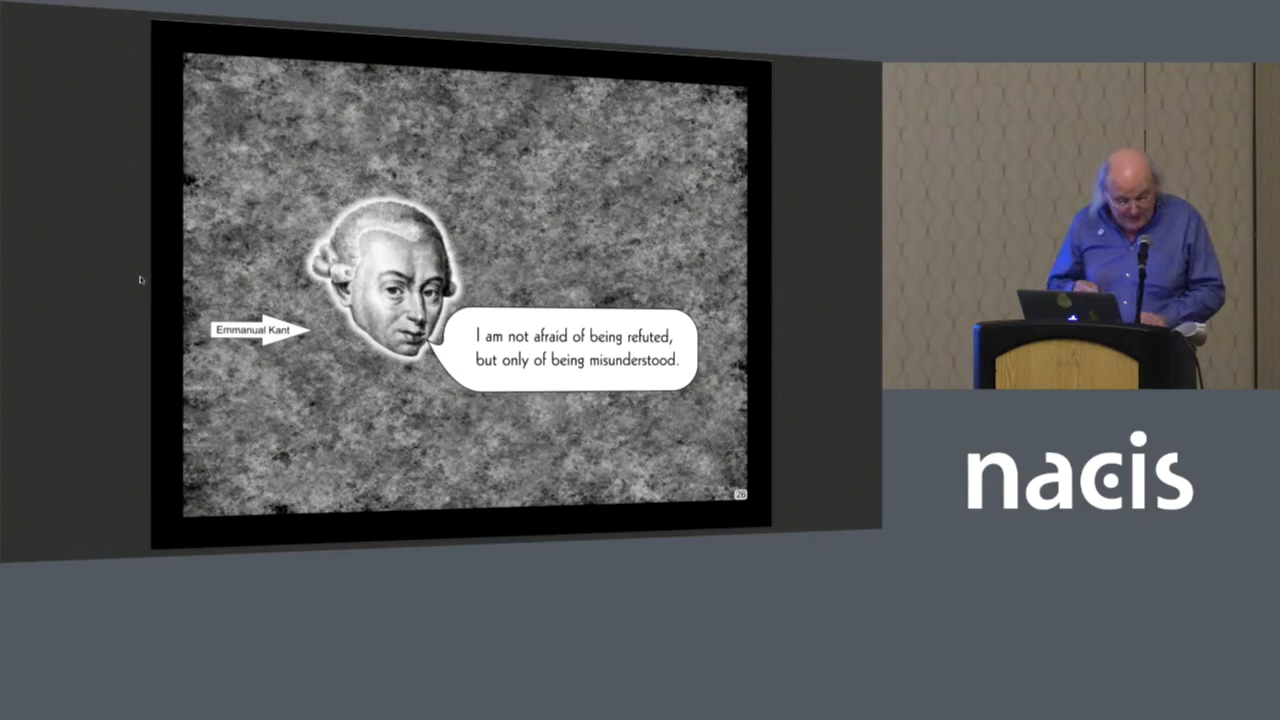 Emmanual Kant
I am not afraid of being refuted,
but only of being misunderstood.
26
nacis